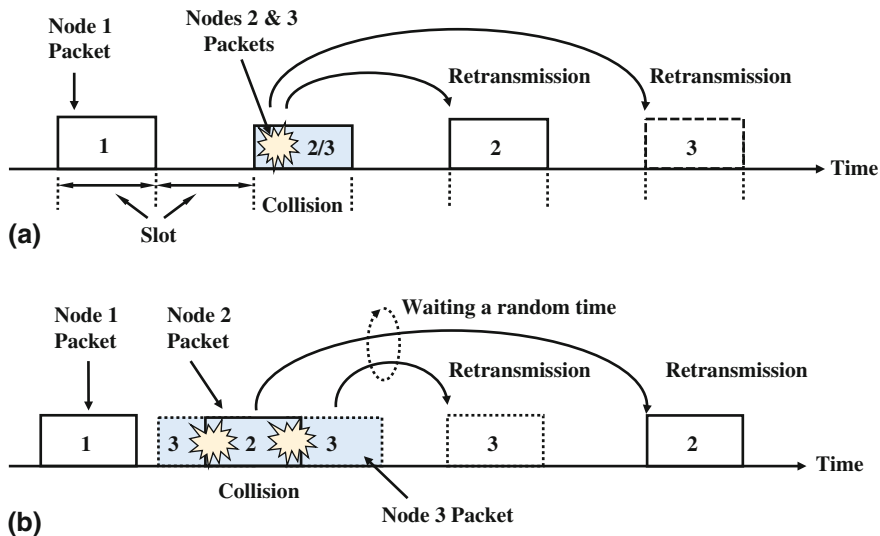 Node 1
Packet
Nodes 2 & 3
Packets
Retransmission
Retransmission
1
2/3
2
3
Time
Collision
Slot
(a)
Waiting a random time
Node 1
Packet
Node 2
Packet
Retransmission
Retransmission
1
3
2
3
3
2
Time
Collision
Node 3 Packet
(b)